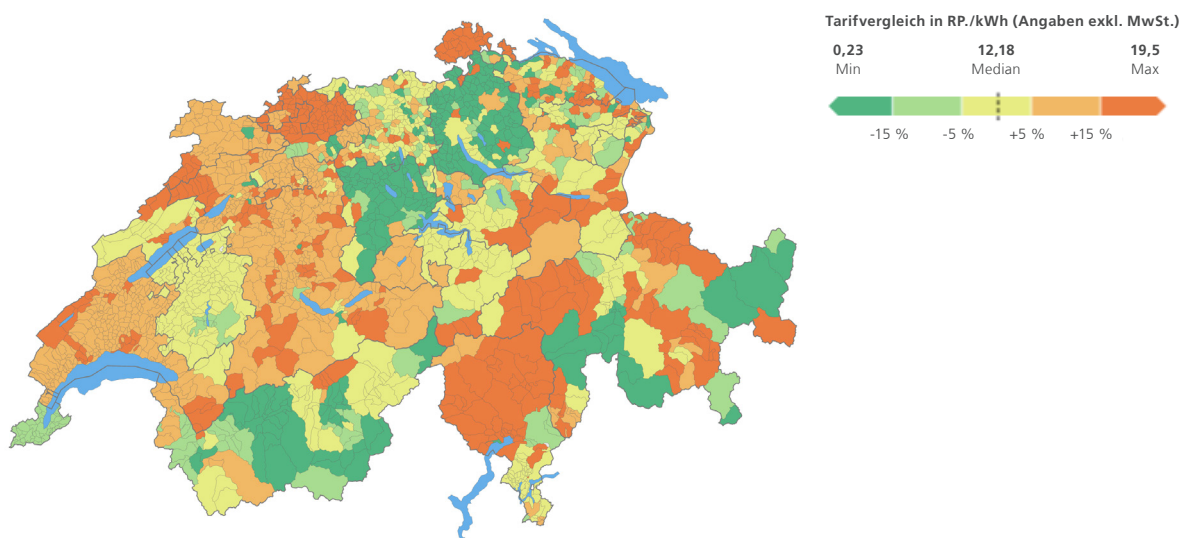 Tarifvergleich in RP./kWh (Angaben exkl. MwSt.)
0,23 12,18 19,5
Min Median Max
-15 % -5 % +5 % +15 %